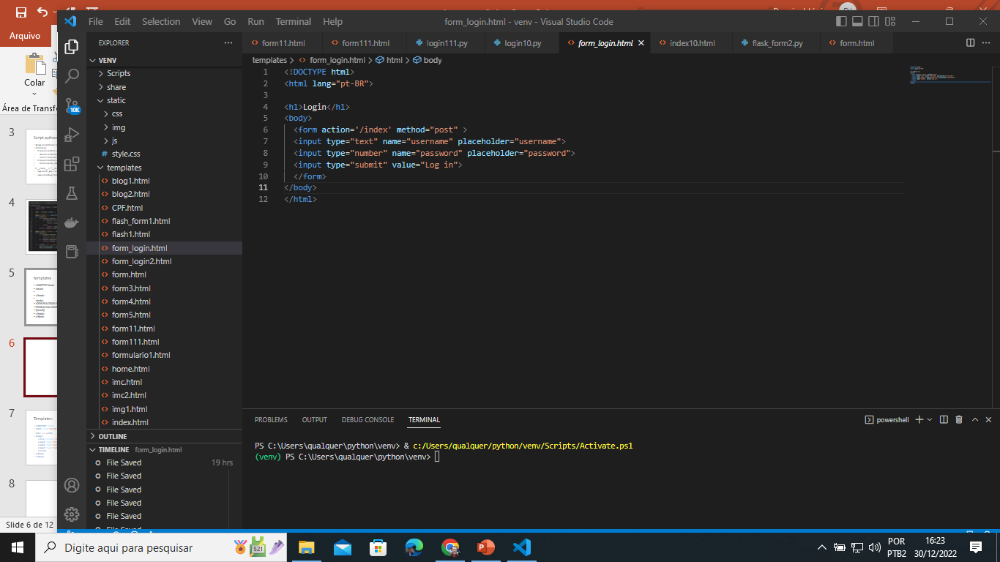 File Edit Selection View Go Run Terminal Help
form_login.html - venv - Visual Studio Code
Arquivo
Colar
Área de Transf
3
Script python
4
5
templates
6
7
Templates:
8
Slide 6 de 12
EXPLORER
VENV
Scripts
share
static
css
img
js
style.css
templates
blog1.html
blog2.html
CPF.html
flash_form1.html
flash1.html
form_login.html
form_login2.html
form.html
form3.html
form4.html
form5.html
form11.html
form111.html
formulario1.html
home.html
imc.html
imc2.html
img1.html
index.html
OUTLINE
TIMELINE form_login.html
File Saved 19 hrs
File Saved
File Saved
File Saved
File Saved
File Saved
10K
form11.html form111.html login111.py login10.py form_login.html index10.html flask_form2.py form.html
templates > form_login.html > html > body
1 <!DOCTYPE html>
2 <html lang="pt-BR">
3
4 <h1>Login</h1>
5 <body>
6 <form action='/index' method="post" >
7 <input type="text" name="username" placeholder="username">
8 <input type="number" name="password" placeholder="password">
9 <input type="submit" value="Log in">
10 </form>
11 </body>
12 </html>
PROBLEMS OUTPUT DEBUG CONSOLE TERMINAL
powershell
PS C:\Users\qualquer\python\venv> & c:/Users/qualquer/python/venv/Scripts/Activate.ps1
(venv) PS C:\Users\qualquer\python\venv>
Digite aqui para pesquisar
521
POR
PTB2
16:23
30/12/2022